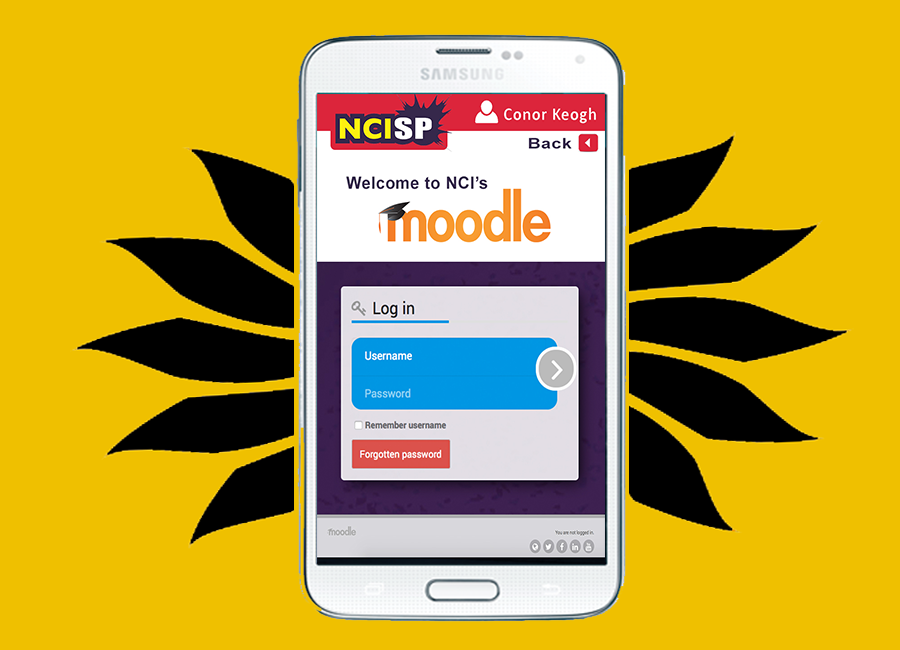 SAMSUNG
NCISP
Conor Keogh
Back
Welcome to NCI's
moodle
Log in
Username
Password
Remember username
Forgotten password
moodle
You are not logged in.